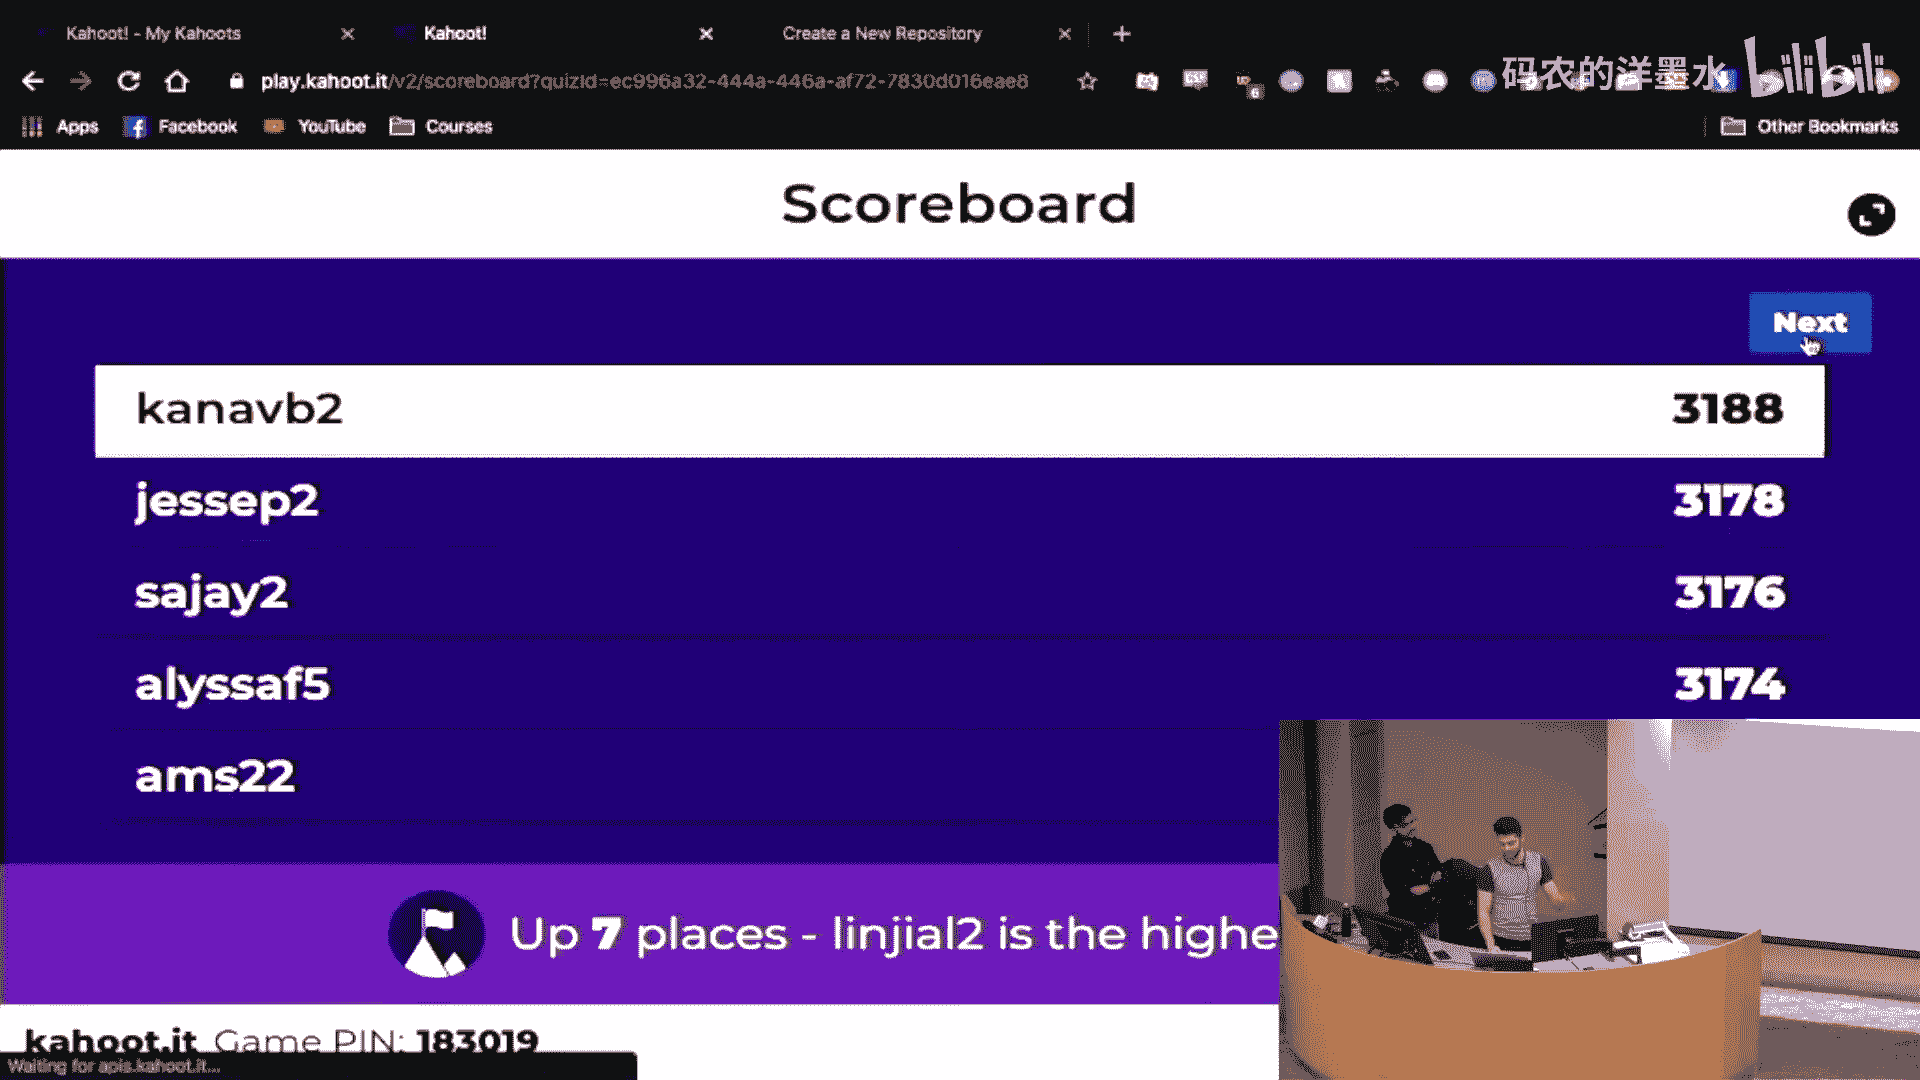 Kahoot! - My Kahoots
Kahoot!
Create a New Repository
play.kahoot.it/v2/scoreboard?quizId=ec996a32-444a-446a-af72-7830d016eae8
码农的洋墨水
bilibili
Apps
Facebook
YouTube
Courses
Other Bookmarks
Scoreboard
Next
kanavb2 3188
jessep2 3178
sajay2 3176
alyssaf5 3174
ams22
Up 7 places - linjial2 is the highe
kahoot.it Game PIN: 183019
Waiting for apis.kahoot.it...